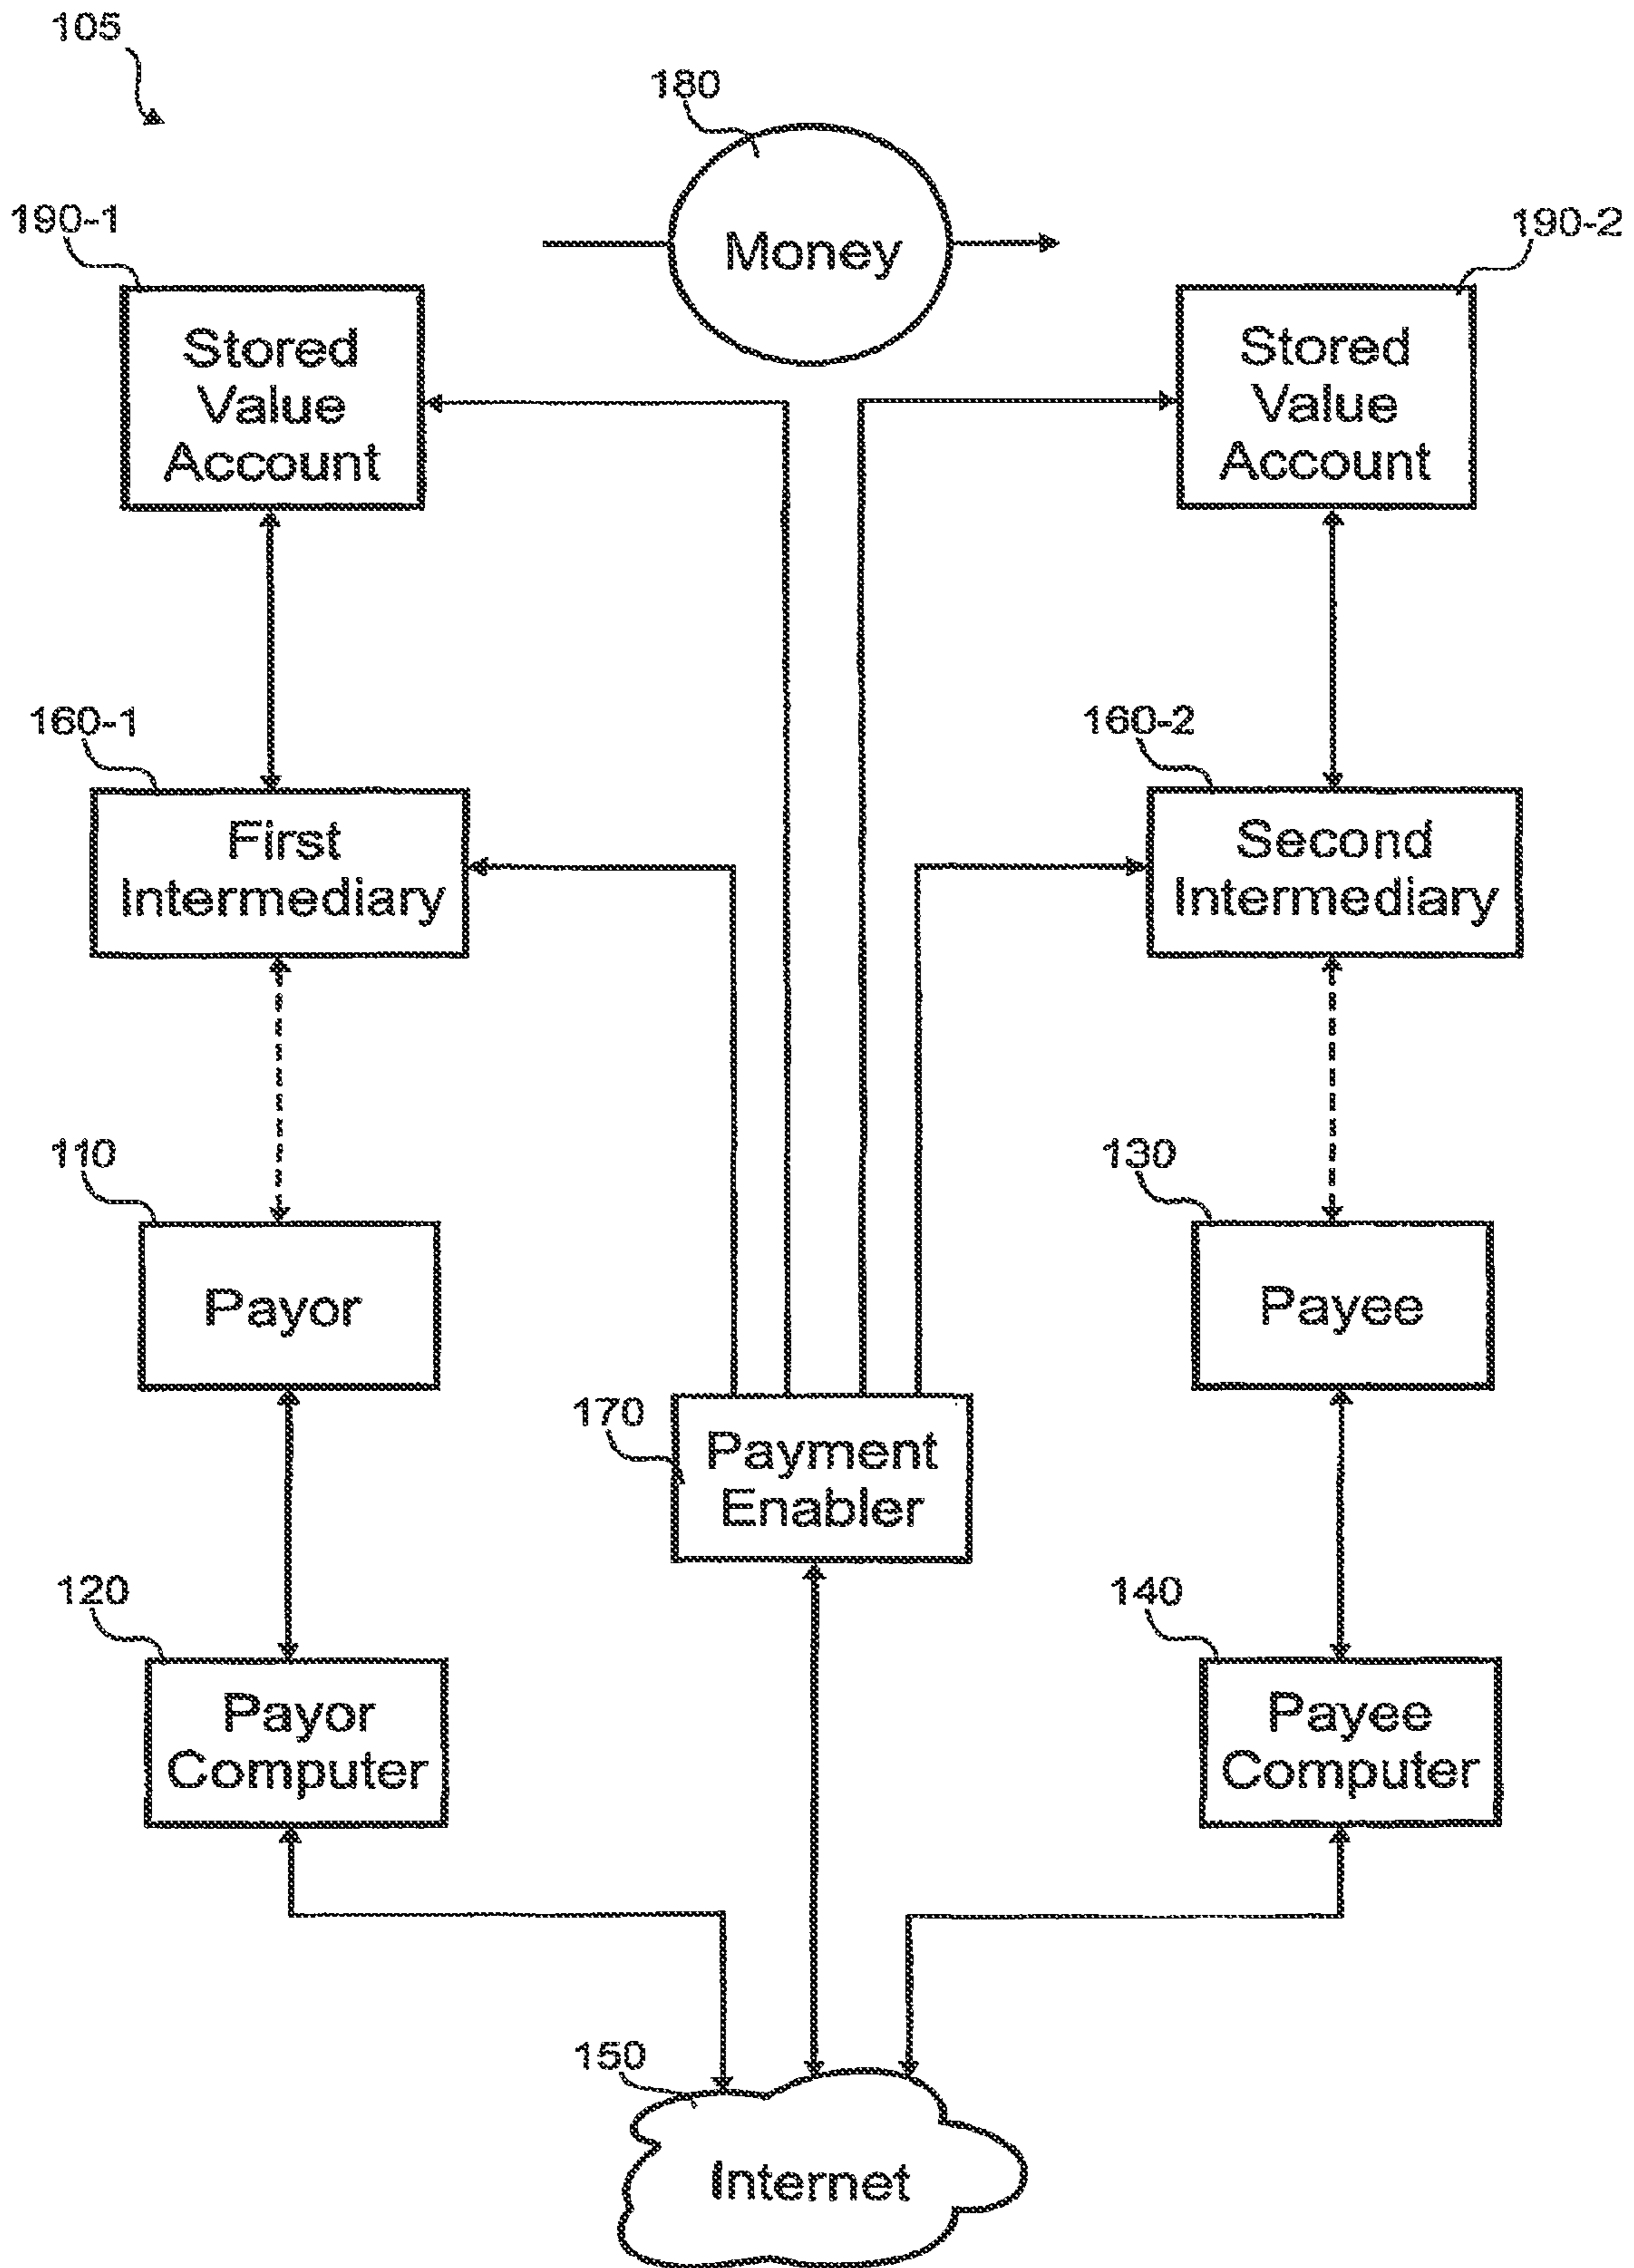 105
180
190-1
190-2
Money
Stored
Value
Account
Stored
Value
Account
160-1
160-2
First
Intermediary
Second
Intermediary
110
130
Payor
Payee
170
Payment
Enabler
120
140
Payor
Computer
Payee
Computer
150
Internet